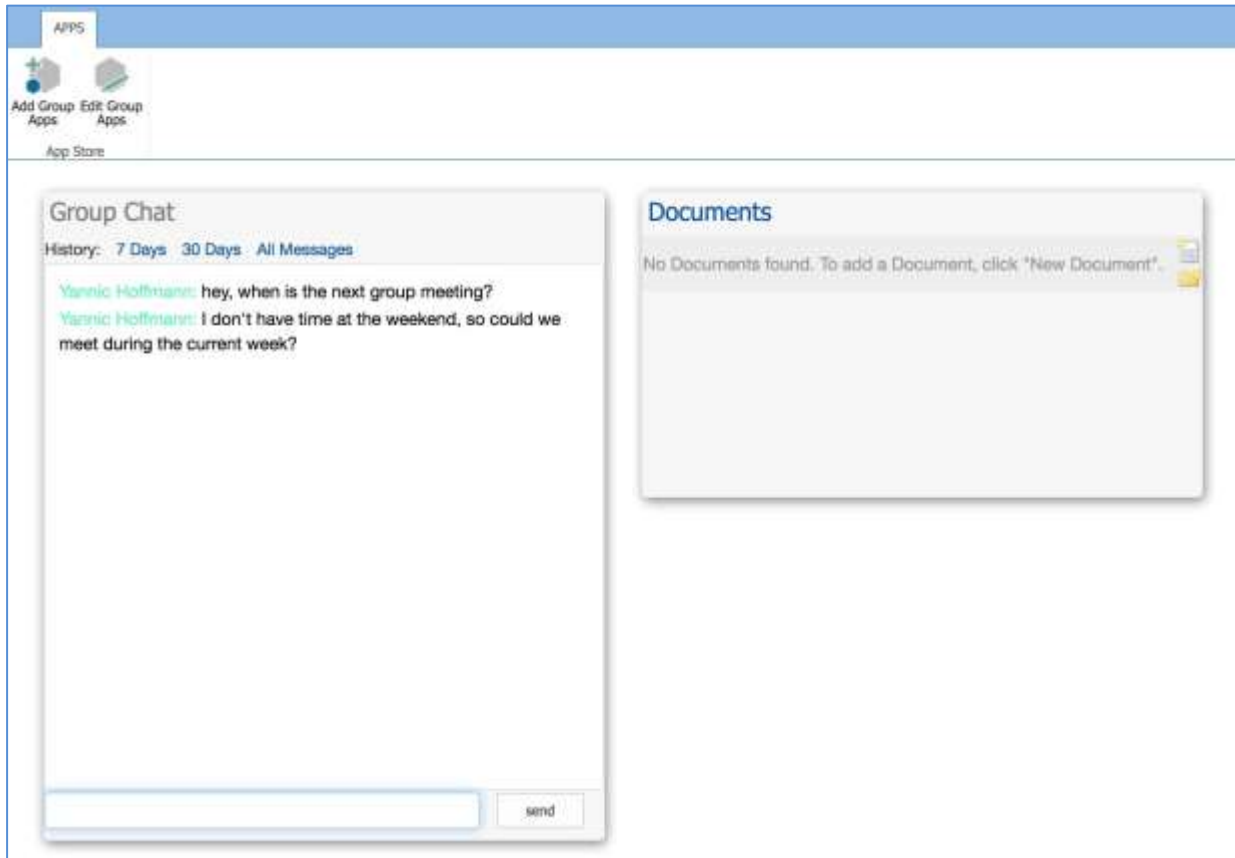 APPS
Add Group Edit Group
Apps Apps
App Store
Group Chat
History: 7 Days 30 Days All Messages
Yannic Hoffmann: hey, when is the next group meeting?
Yannic Hoffmann: I don't have time at the weekend, so could we
meet during the current week?
send
Documents
No Documents found. To add a Document, click "New Document".